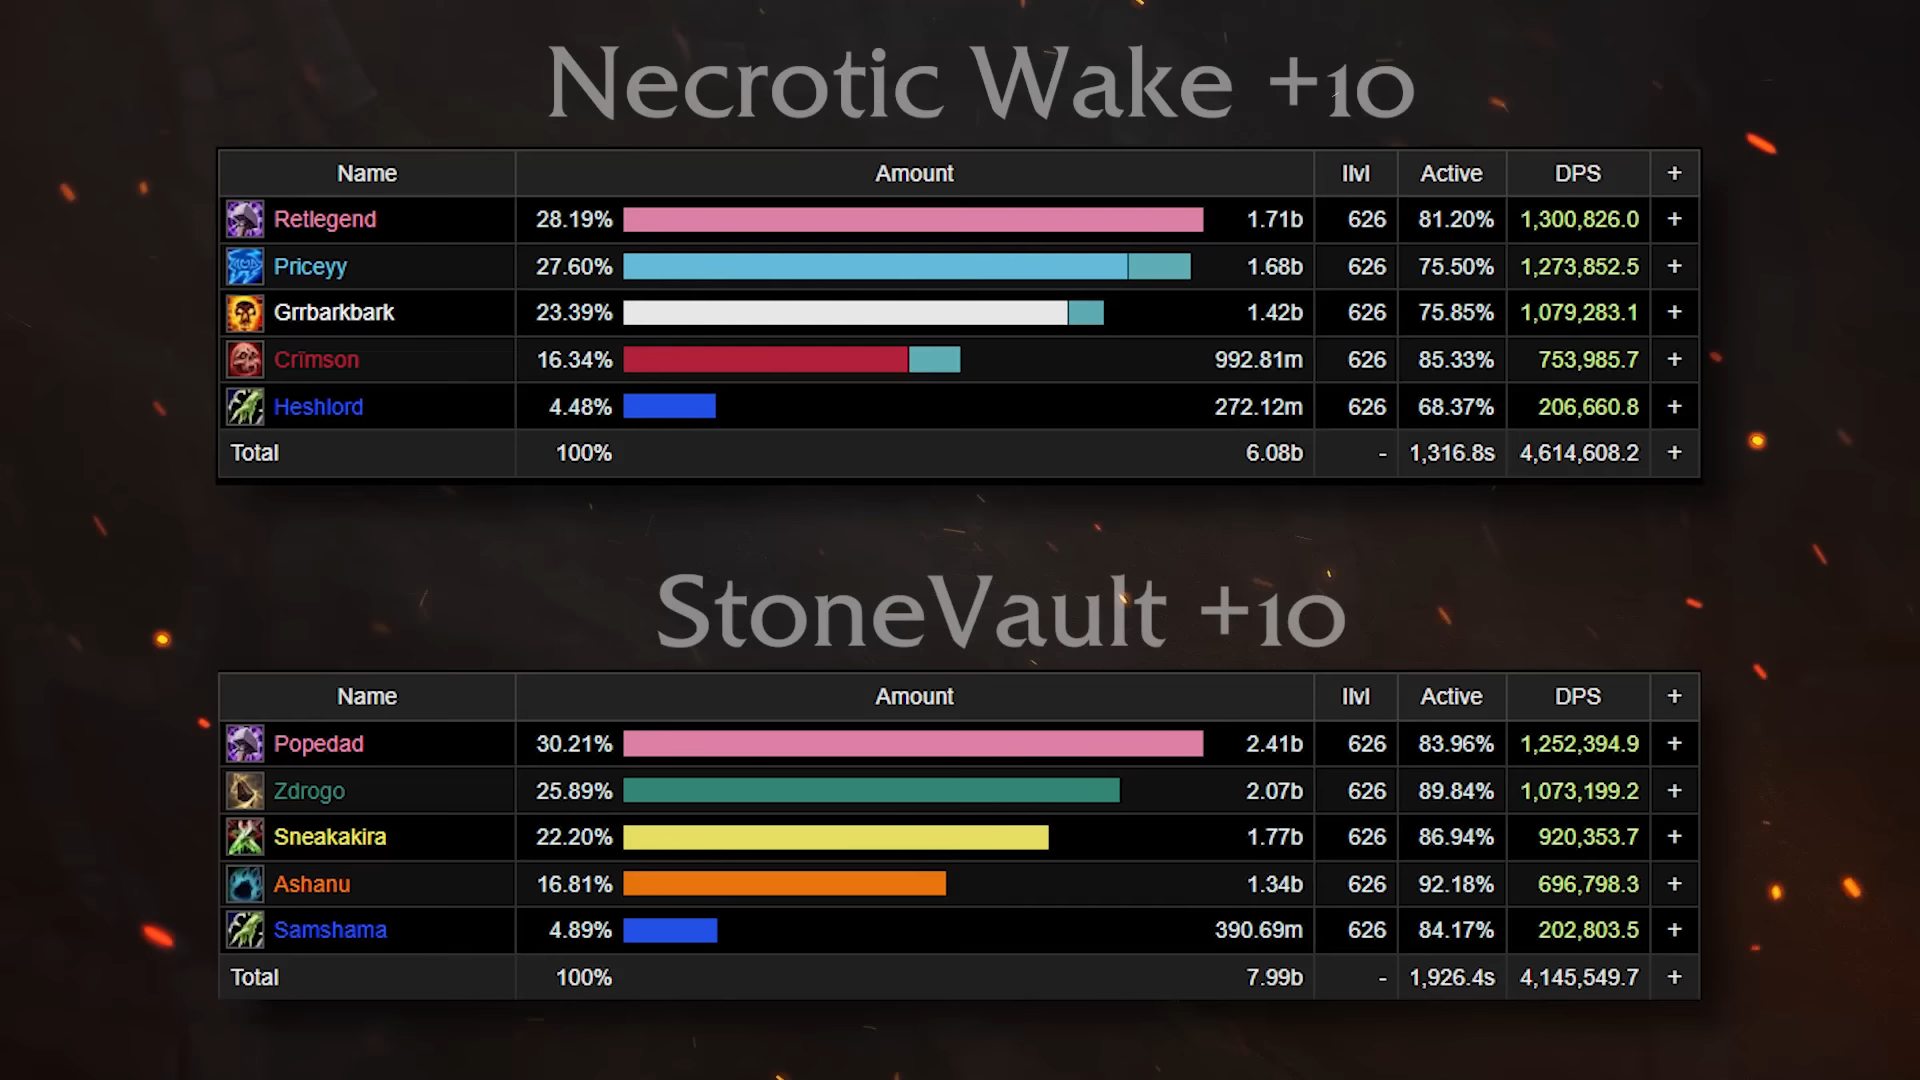 Necrotic Wake +10
Name Amount Ilvl Active DPS +
Retlegend 28.19% 1.71b 626 81.20% 1,300,826.0 +
Priceyy 27.60% 1.68b 626 75.50% 1,273,852.5 +
Grrbarkbark 23.39% 1.42b 626 75.85% 1,079,283.1 +
Crīmson 16.34% 992.81m 626 85.33% 753,985.7 +
Heshlord 4.48% 272.12m 626 68.37% 206,660.8 +
Total 100% 6.08b - 1,316.8s 4,614,608.2 +
StoneVault +10
Name Amount Ilvl Active DPS +
Popedad 30.21% 2.41b 626 83.96% 1,252,394.9 +
Zdrogo 25.89% 2.07b 626 89.84% 1,073,199.2 +
Sneakakira 22.20% 1.77b 626 86.94% 920,353.7 +
Ashanu 16.81% 1.34b 626 92.18% 696,798.3 +
Samshama 4.89% 390.69m 626 84.17% 202,803.5 +
Total 100% 7.99b - 1,926.4s 4,145,549.7 +